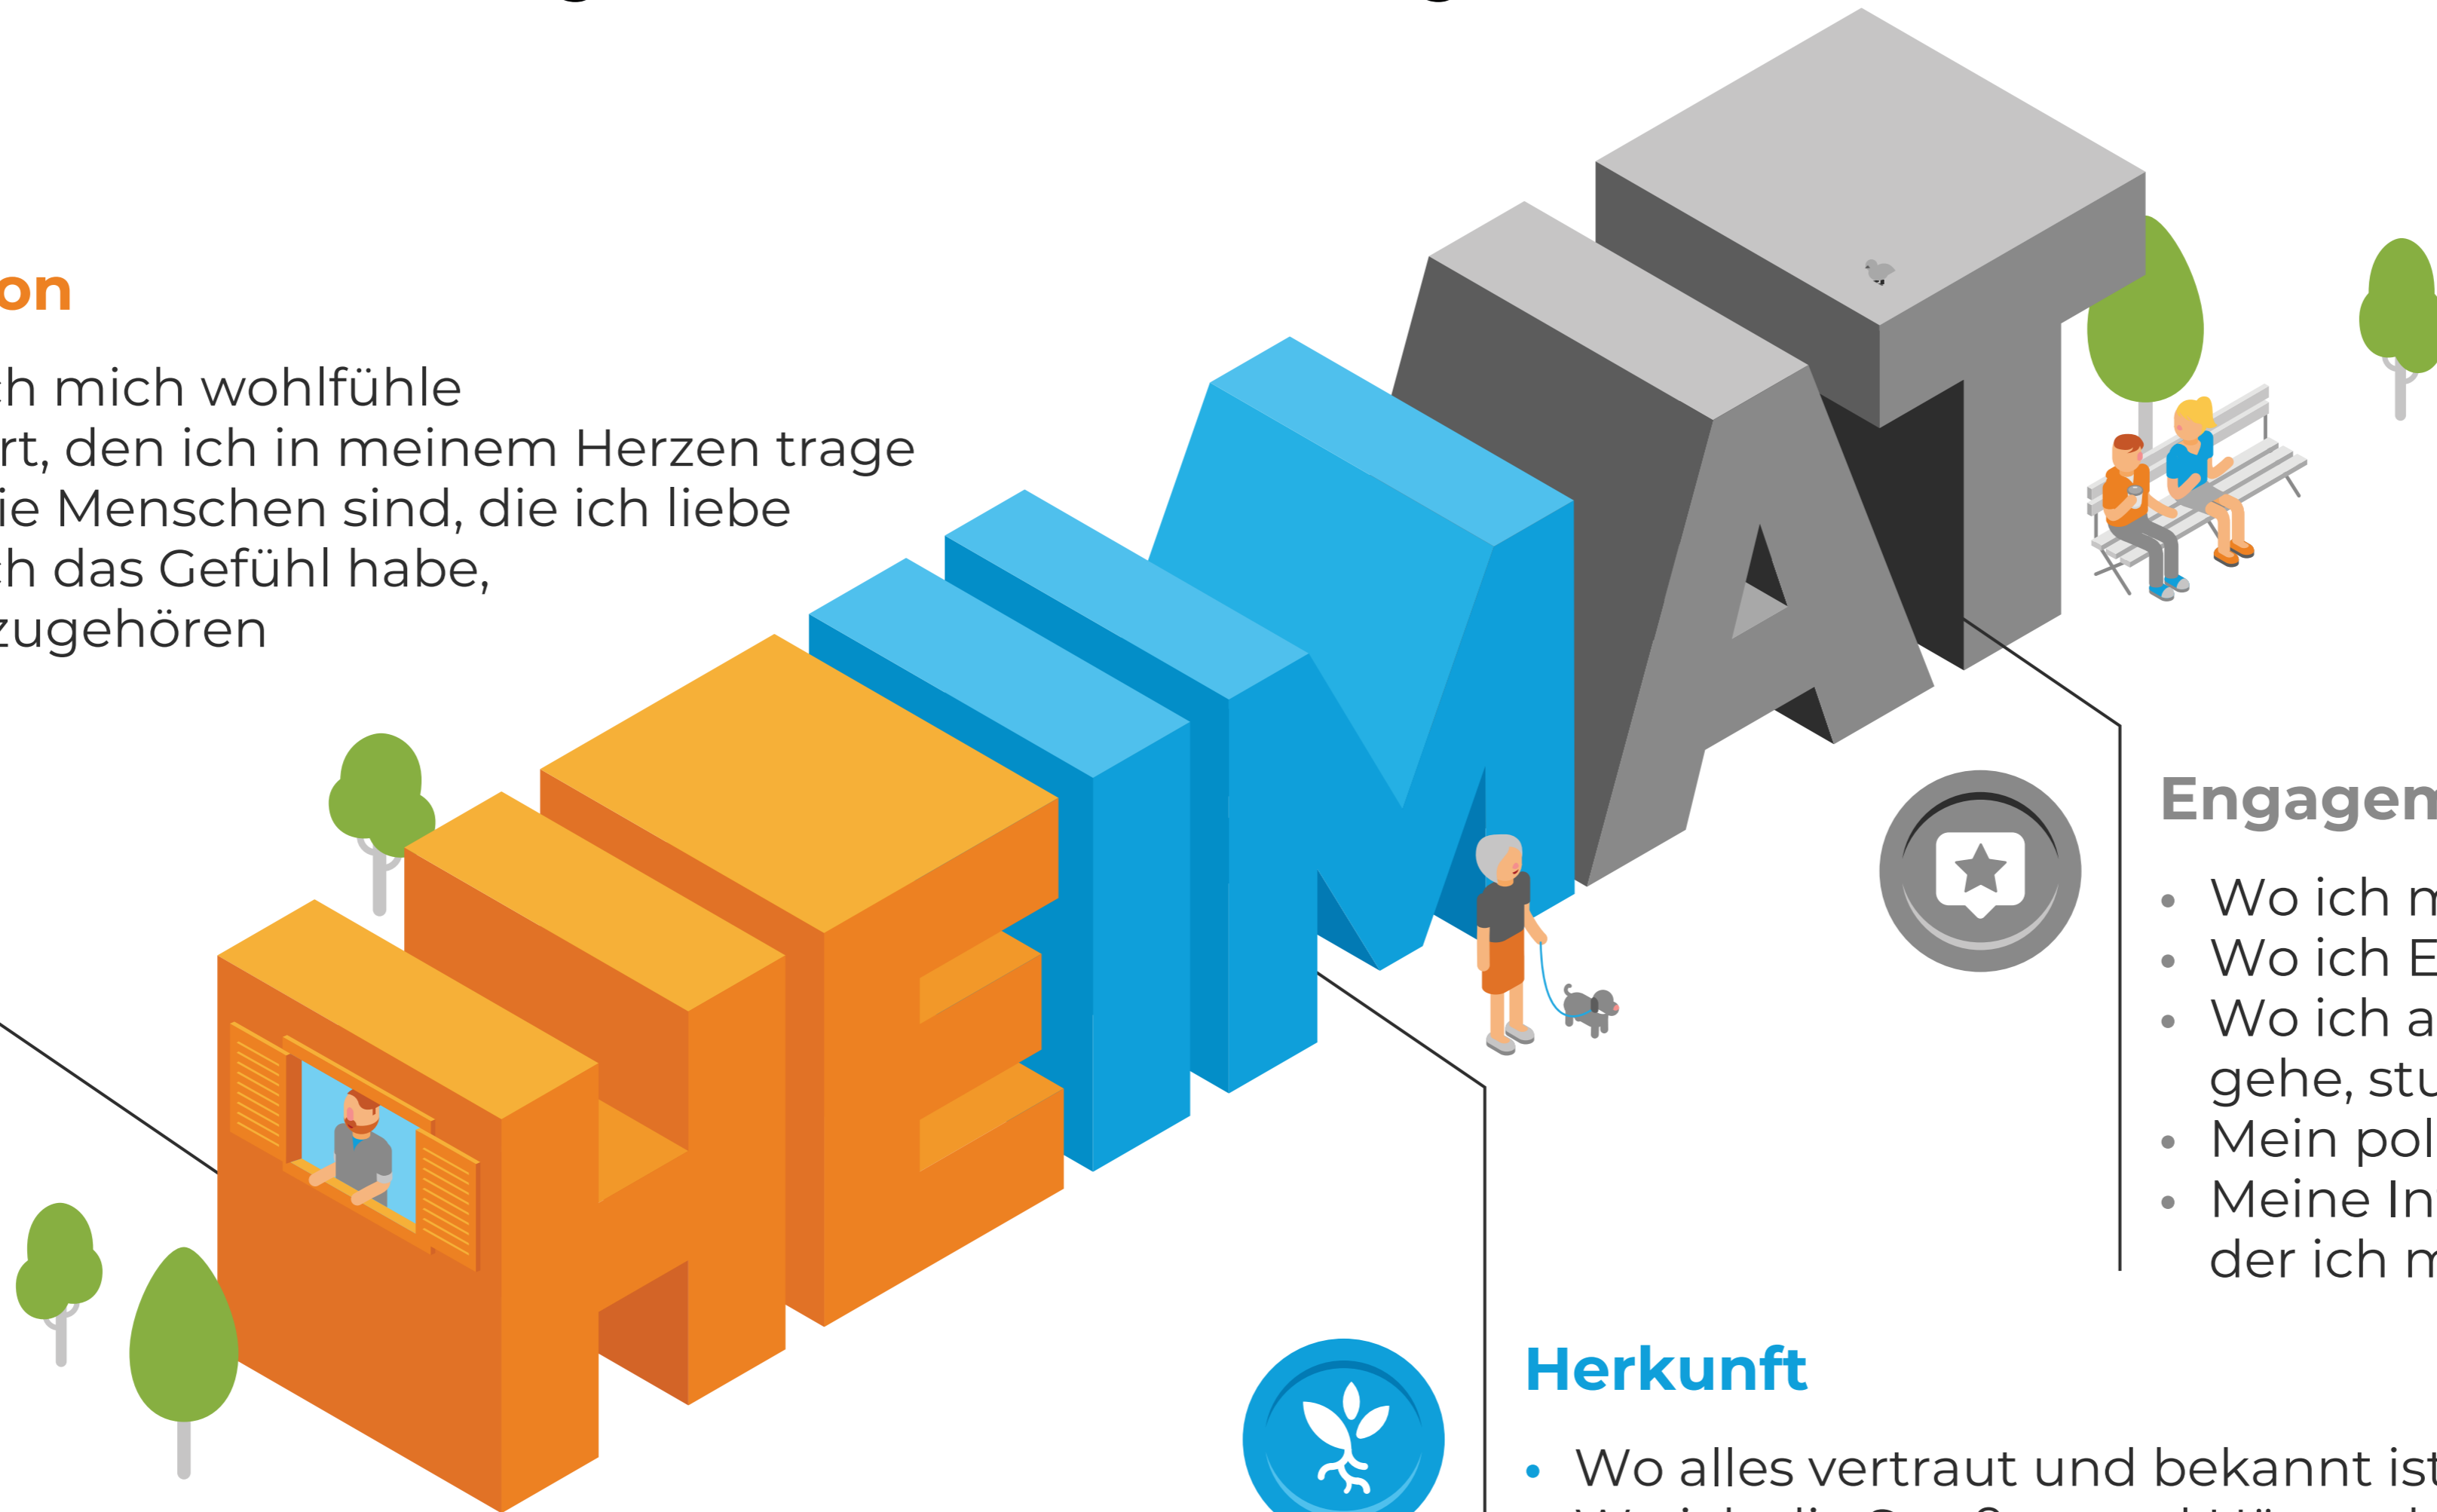 on
ch mich wohlfühle
rt, den ich in meinem Herzen trage
ie Menschen sind, die ich liebe
ch das Gefühl habe,
zugehören
HEIMAT
Engagem
• Wo ich
• Wo ich E
• Wo ich a
gehe, stu
• Mein pol
• Meine In
der ich
Herkunft
• Wo alles vertraut und bekannt ist